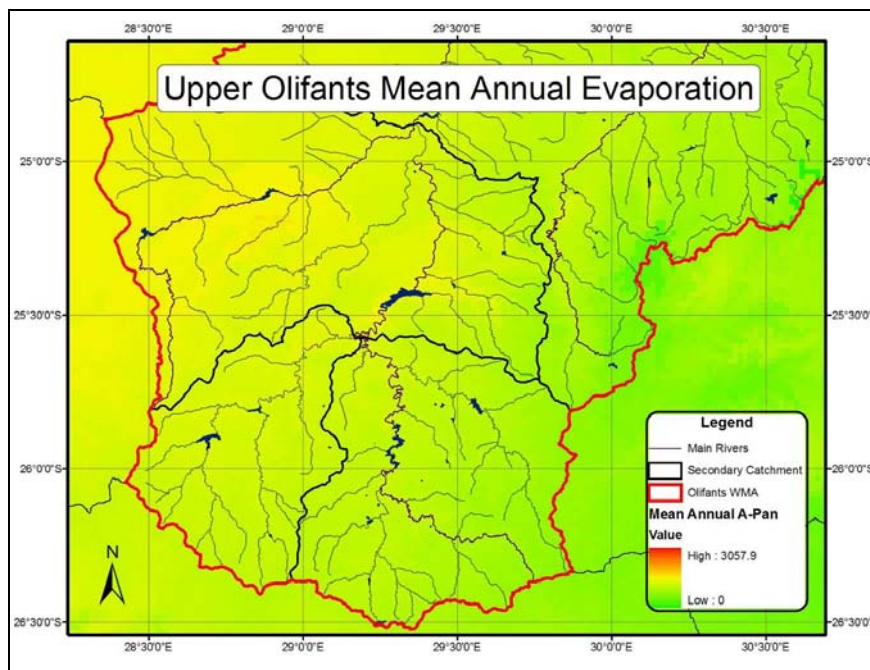 28°30'0"E 29°0'0"E 29°30'0"E 30°0'0"E 30°30'0"E
Upper Olifants Mean Annual Evaporation
25°0'0"S 25°0'0"S
25°30'0"S 25°30'0"S
26°0'0"S 26°0'0"S
26°30'0"S 26°30'0"S
Legend
Main Rivers
Secondary Catchment
Olifants WMA
Mean Annual A-Pan
Value
High : 3057.9
Low : 0
N
28°30'0"E 29°0'0"E 29°30'0"E 30°0'0"E 30°30'0"E